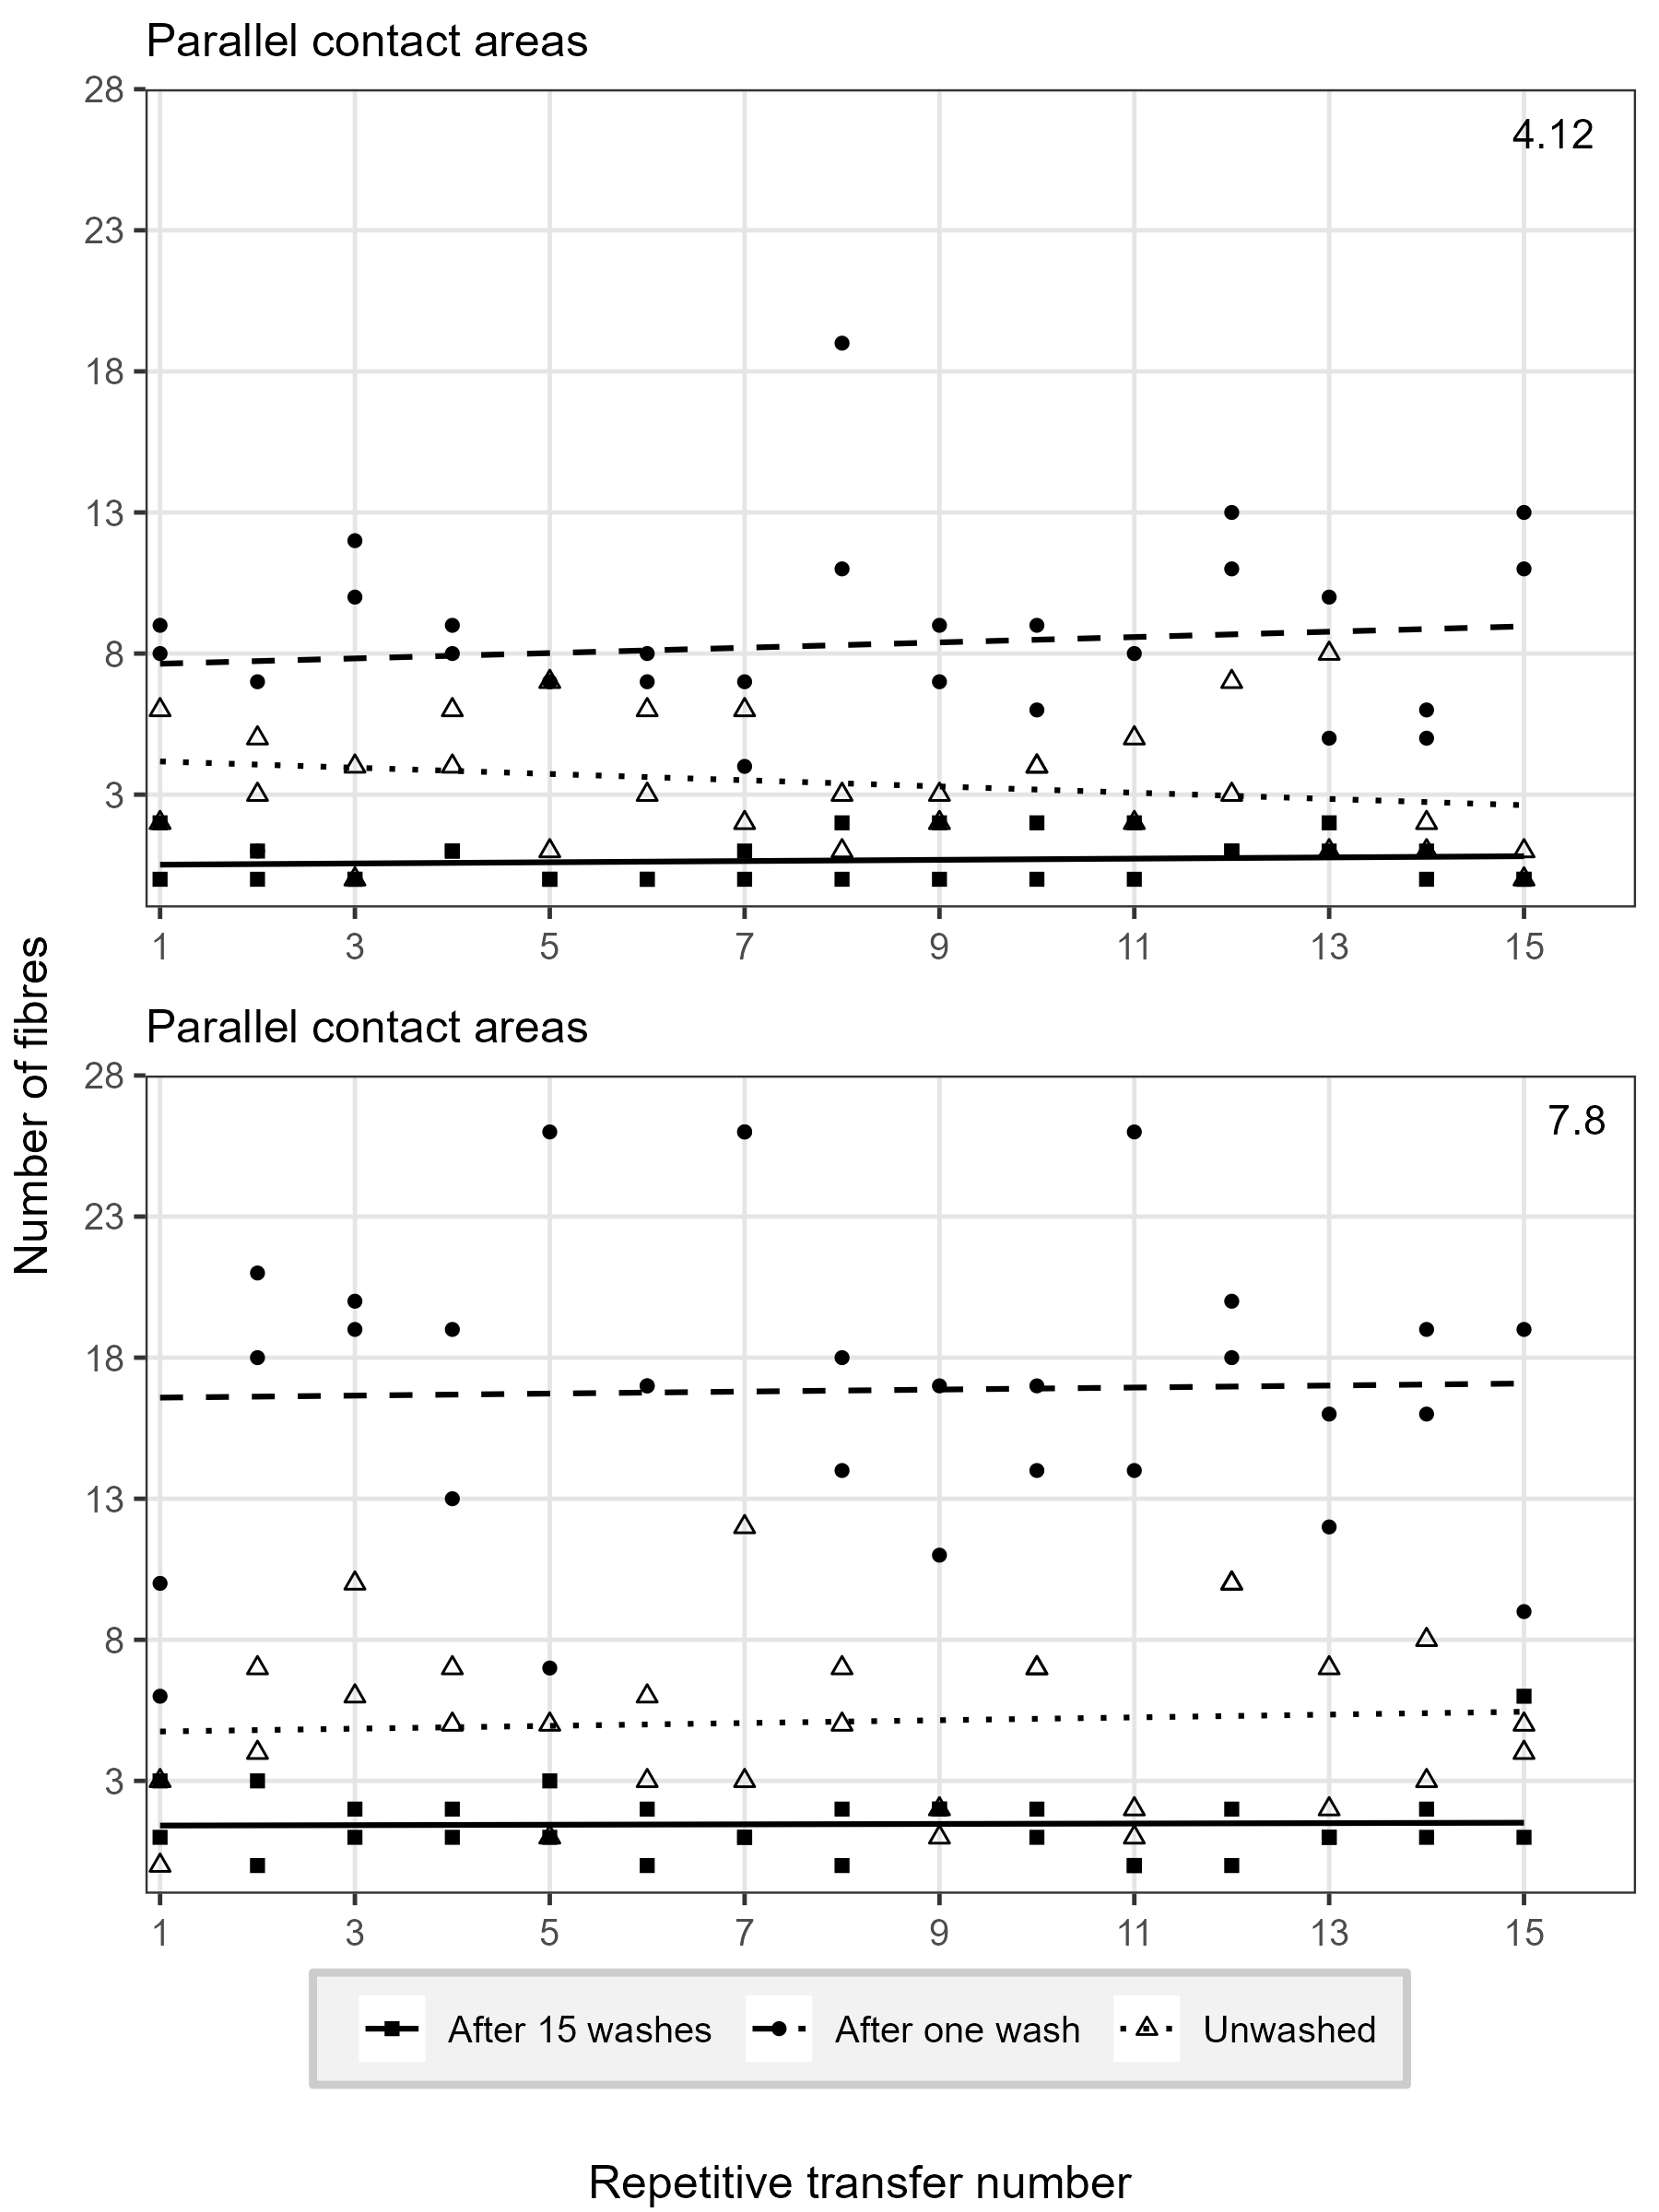 Parallel contact areas
28
23
18
13
8
3
4.12
1 3 5 7 9 11 13 15
Number of fibres
Parallel contact areas
28
23
18
13
8
3
7.8
1 3 5 7 9 11 13 15
After 15 washes After one wash Unwashed
Repetitive transfer number